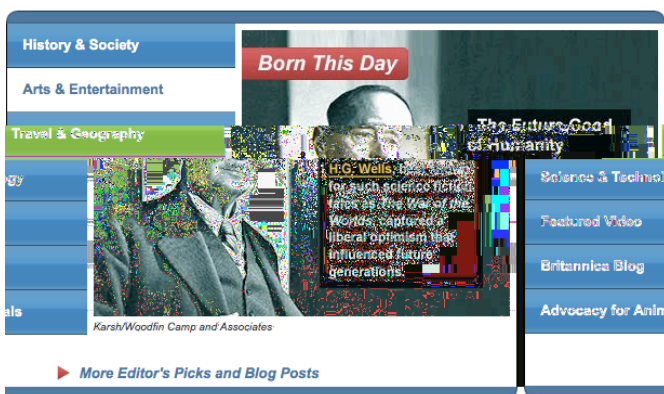 History & Society
Born This Day
Arts & Entertainment
The Future Good
of Humanity
Travel & Geography
H.G. Wells,
for such science fiction
tales as The War of the
Worlds, captured a
liberal optimism that
influenced future
generations.
Science & Technol
Featured Video
Britannica Blog
Advocacy for Anim
als
Karsh/Woodfin Camp and Associates
More Editor's Picks and Blog Posts